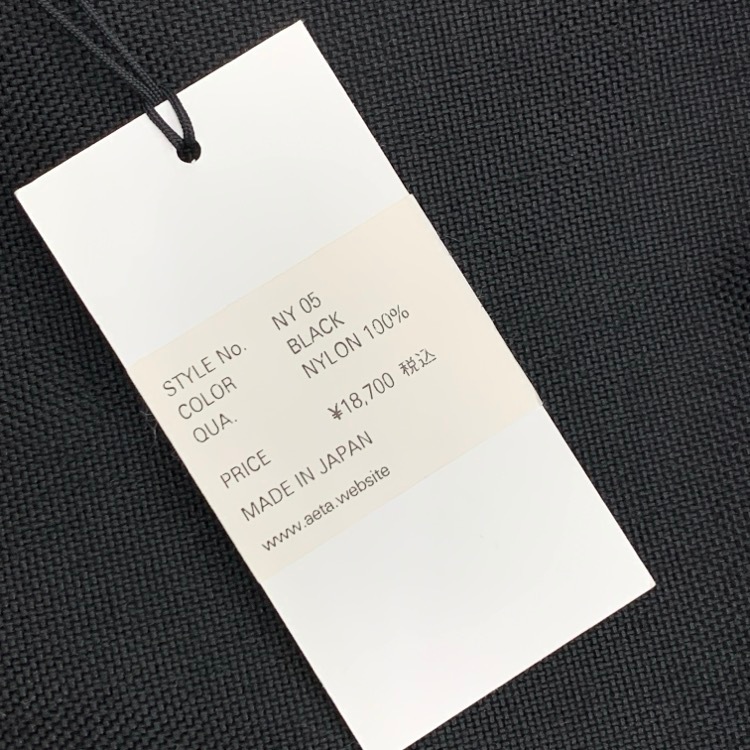 STYLE No. NY 05
COLOR BLACK
QUA. NYLON 100%
PRICE ¥18,700 税込
MADE IN JAPAN
www.aeta.website